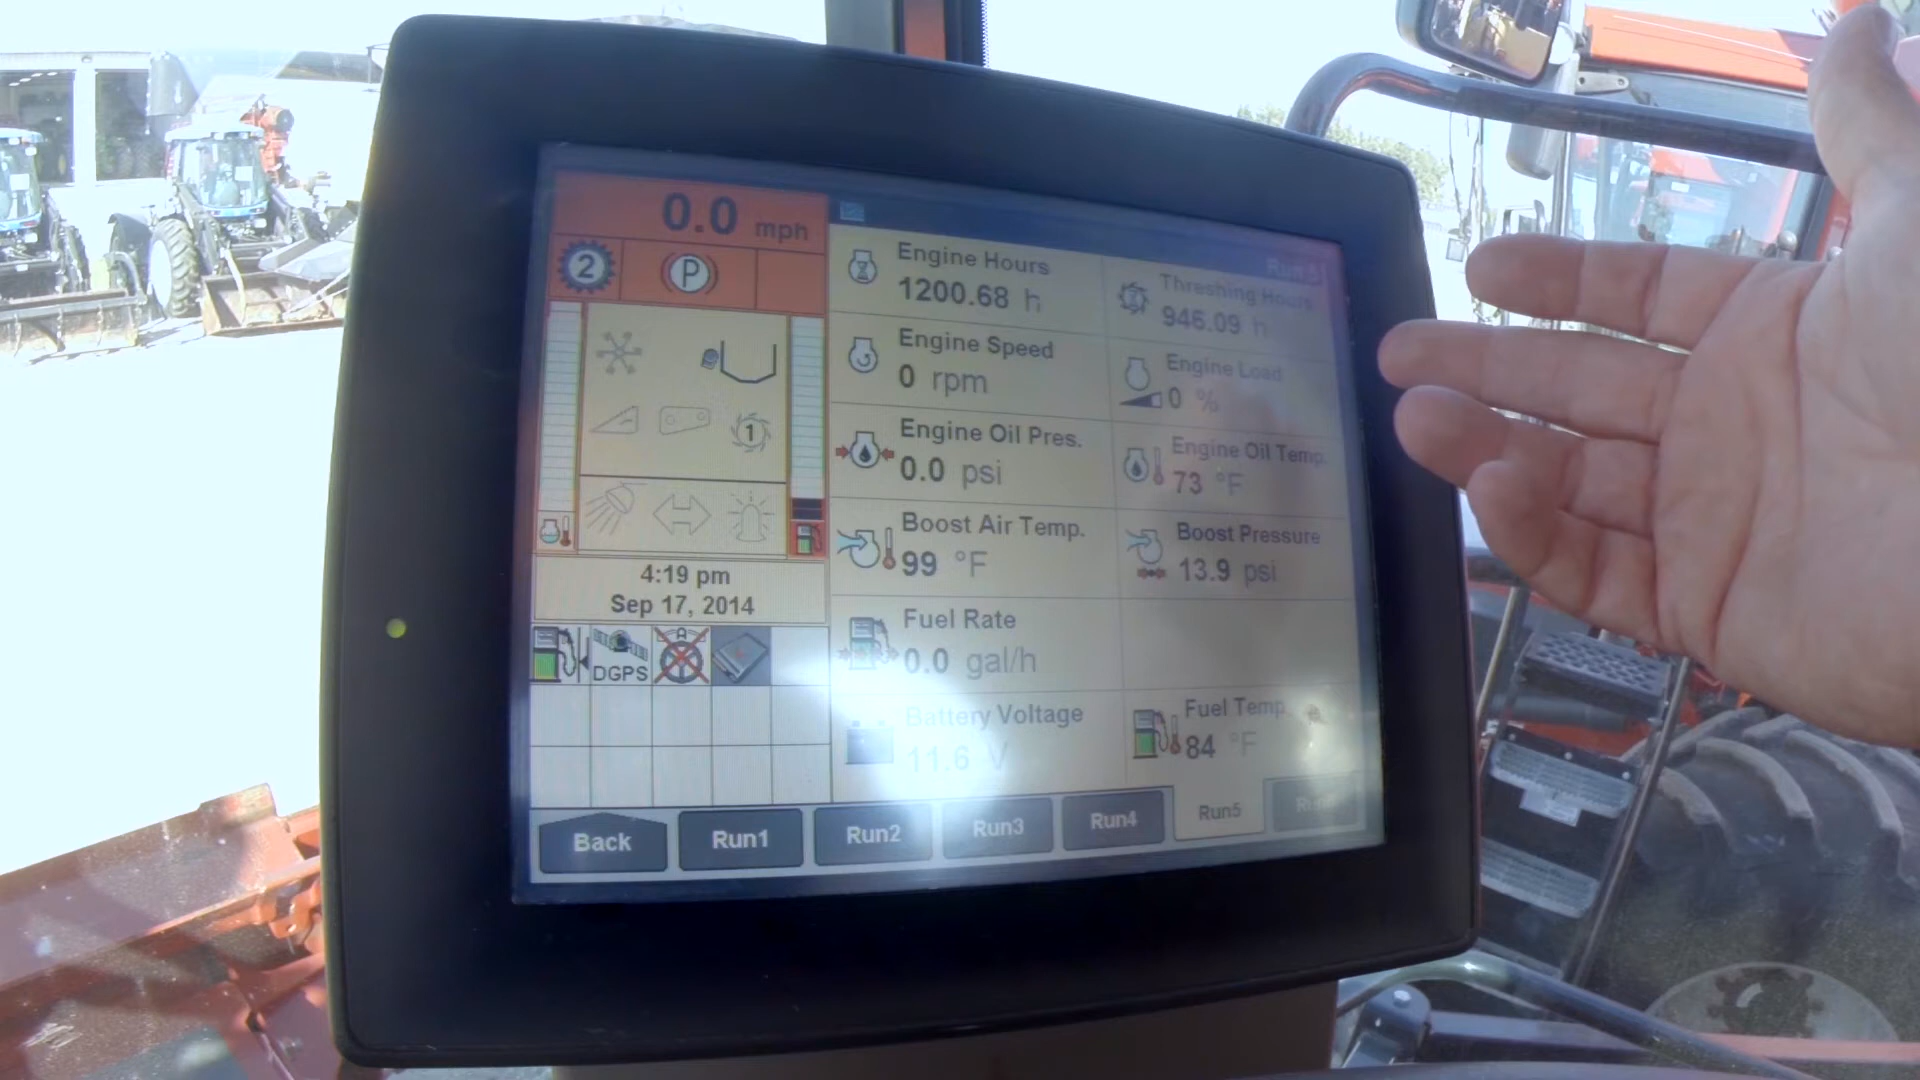 0.0 mph
2 P
1
4:19 pm
Sep 17, 2014
DGPS
Engine Hours
1200.68 h
Threshing Hours
946.09 h
Engine Speed
0 rpm
Engine Load
0 %
Engine Oil Pres.
0.0 psi
Engine Oil Temp.
73 °F
Boost Air Temp.
99 °F
Boost Pressure
13.9 psi
Fuel Rate
0.0 gal/h
Battery Voltage
11.6 V
Fuel Temp.
84 °F
Back Run1 Run2 Run3 Run4 Run5